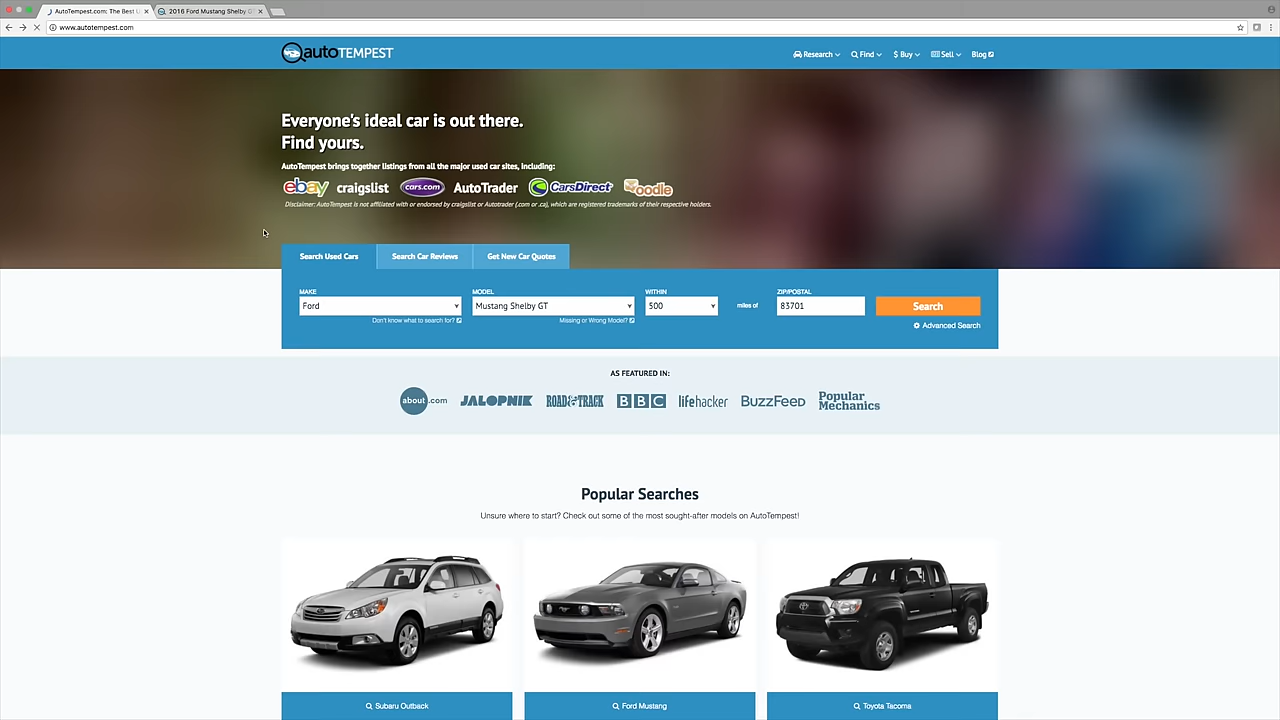 AutoTempest.com: The Best U
2016 Ford Mustang Shelby GT
www.autotempest.com
autoTEMPEST
Research
Find
$ Buy
Sell
Blog
Everyone's ideal car is out there.
Find yours.
AutoTempest brings together listings from all the major used car sites, including:
ebay craigslist cars.com AutoTrader CarsDirect oodle
Disclaimer: AutoTempest is not affiliated with or endorsed by craigslist or Autotrader (.com or .ca), which are registered trademarks of their respective holders.
Search Used Cars
Search Car Reviews
Get New Car Quotes
MAKE
MODEL
WITHIN
ZIP/POSTAL
Ford
Mustang Shelby GT
500
miles of
83701
Search
Don't know what to search for?
Missing or Wrong Model?
Advanced Search
AS FEATURED IN:
about.com JALOPNIK ROAD & TRACK BBC lifehacker BuzzFeed Popular Mechanics
Popular Searches
Unsure where to start? Check out some of the most sought-after models on AutoTempest!
Subaru Outback
Ford Mustang
Toyota Tacoma